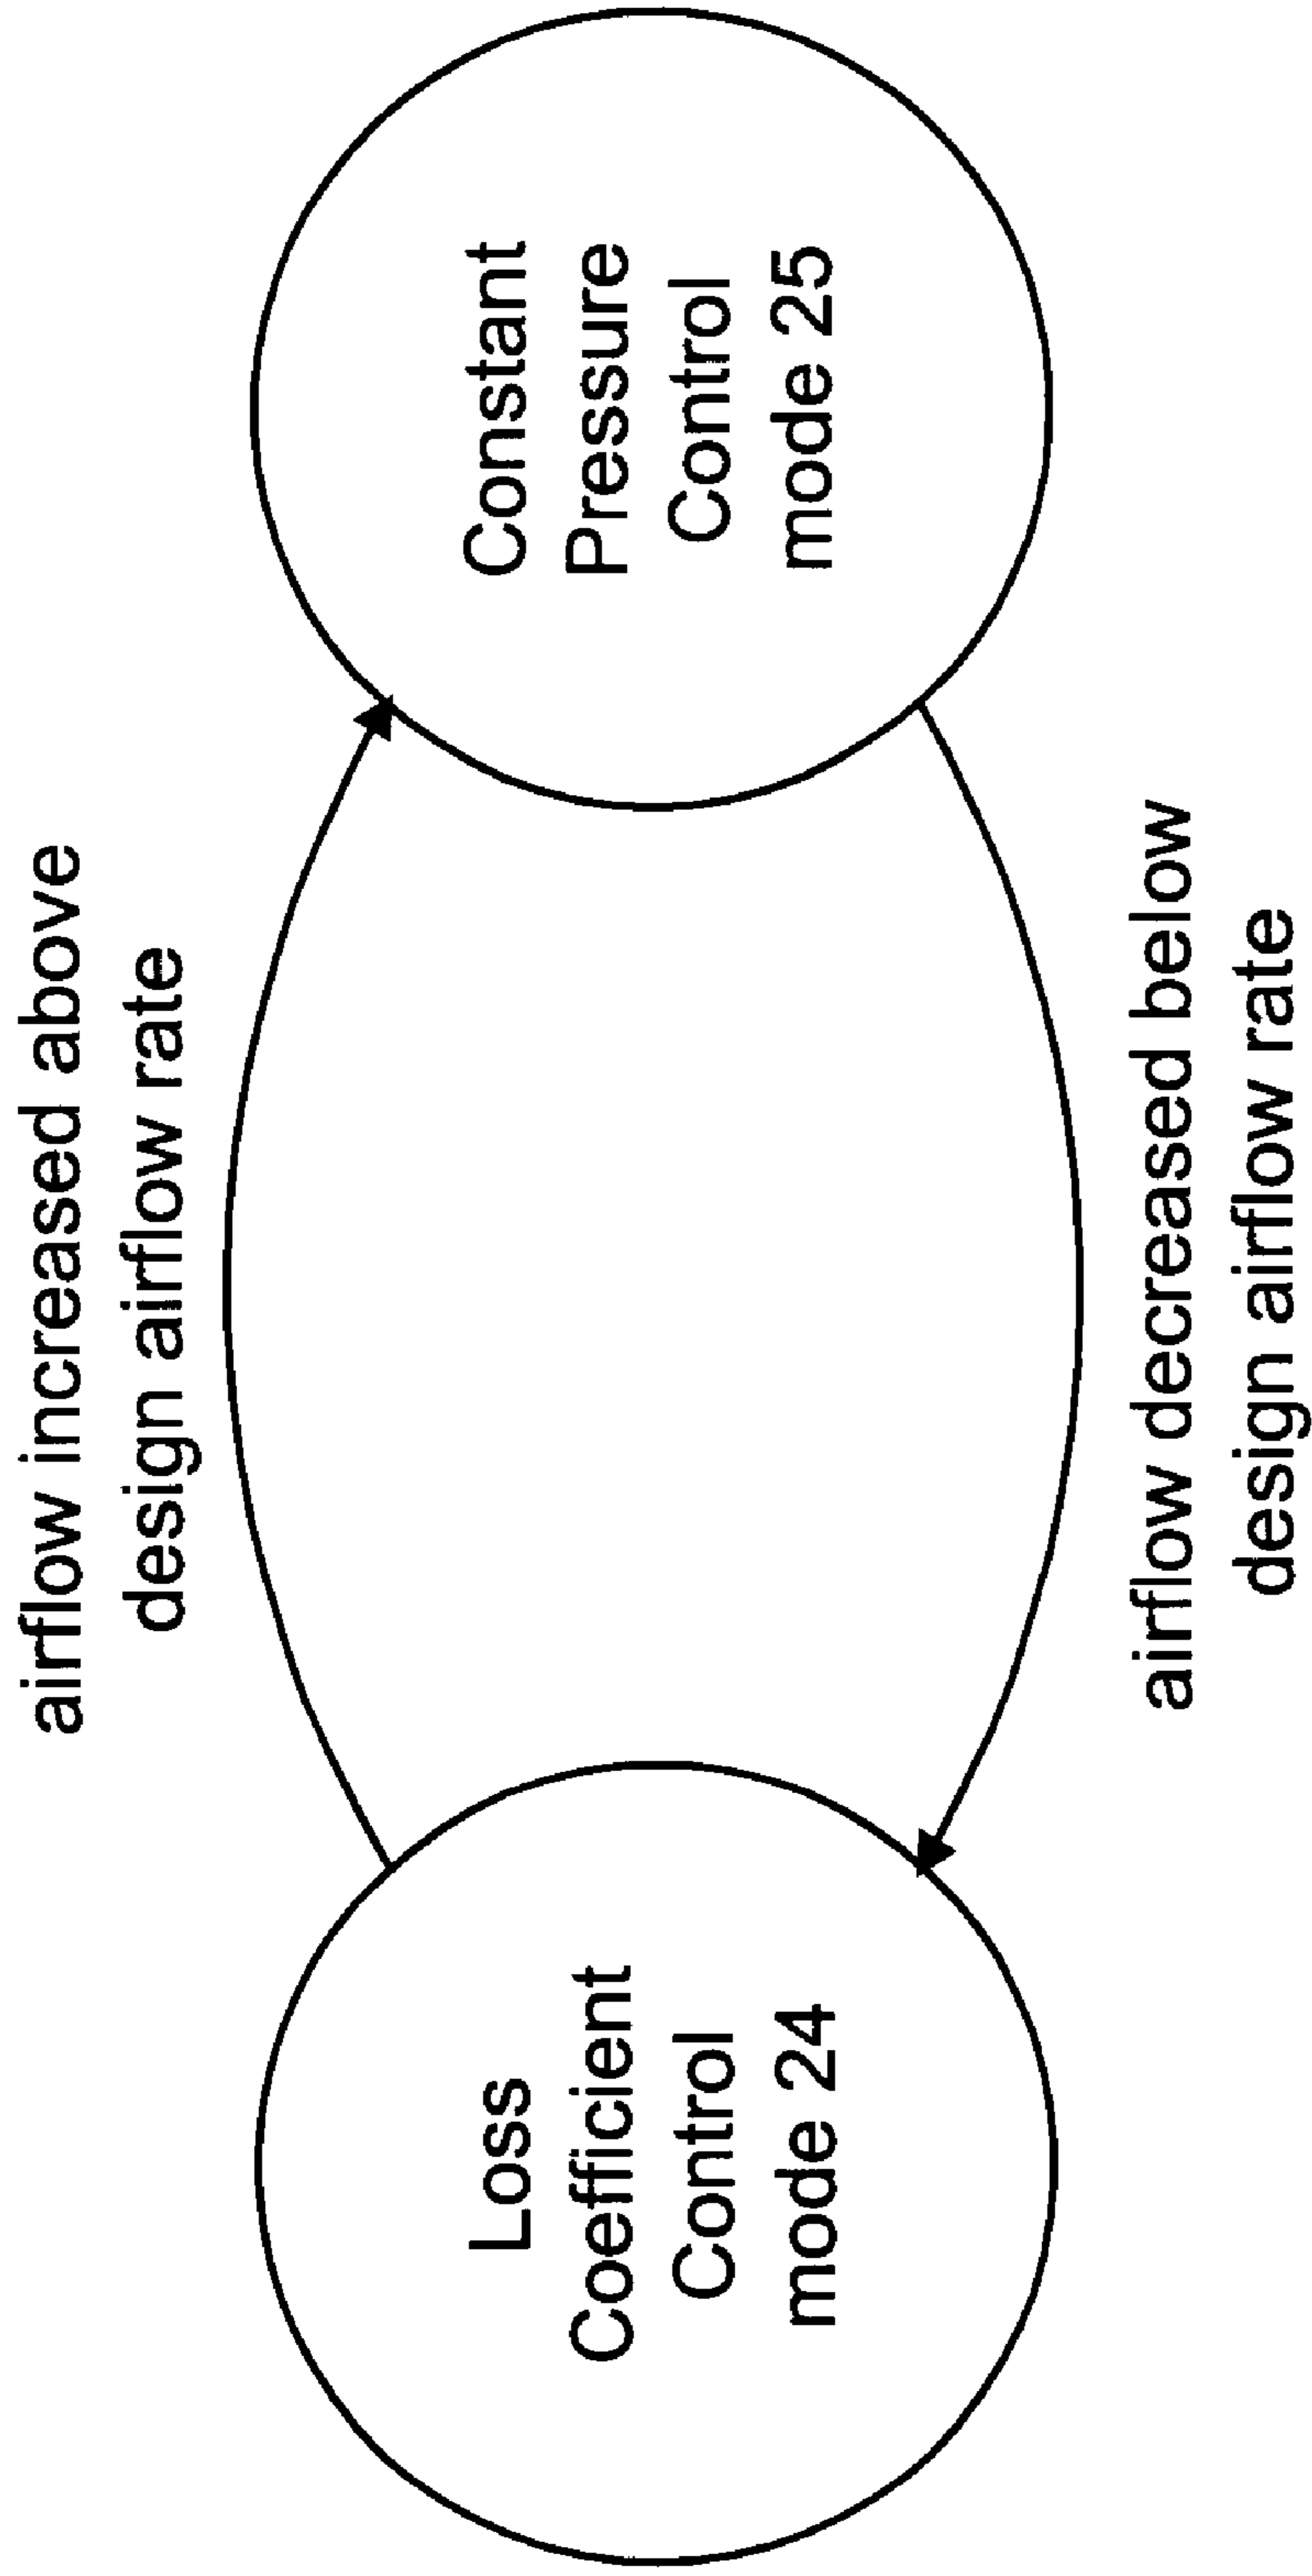 airflow increased above
design airflow rate
Loss
Coefficient
Control
mode 24
Constant
Pressure
Control
mode 25
airflow decreased below
design airflow rate